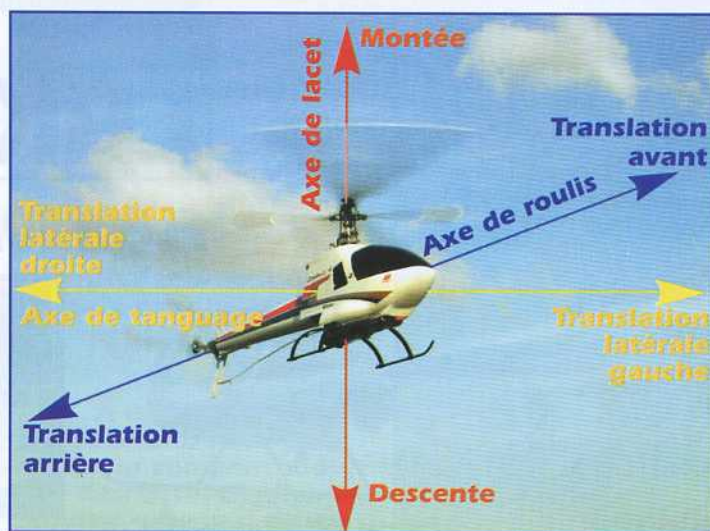 Montée
Axe de lacet
Translation
avant
Axe de roulis
Translation
latérale
droite
Axe de tanguage
Translation
latérale
gauche
Translation
arrière
Descente